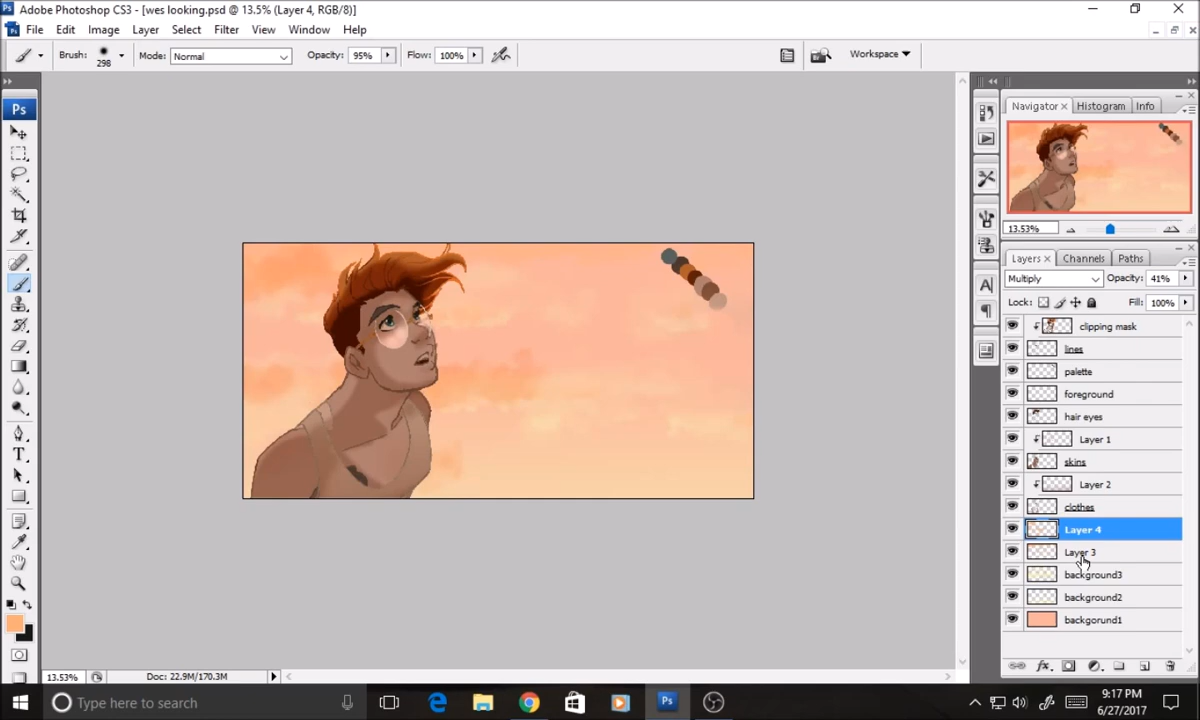 Adobe Photoshop CS3 - [wes looking.psd @ 13.5% (Layer 4, RGB/8)]
File Edit Image Layer Select Filter View Window Help
Brush: 298 Mode: Normal Opacity: 95% Flow: 100% Workspace
Ps
Navigator Histogram Info
13.53%
Layers Channels Paths
Multiply Opacity: 41%
Lock: Fill: 100%
clipping mask
lines
palette
foreground
hair eyes
Layer 1
skins
Layer 2
clothes
Layer 4
Layer 3
background3
background2
backgorund1
13.53% Doc: 22.9M/170.3M
Type here to search
9:17 PM
6/27/2017